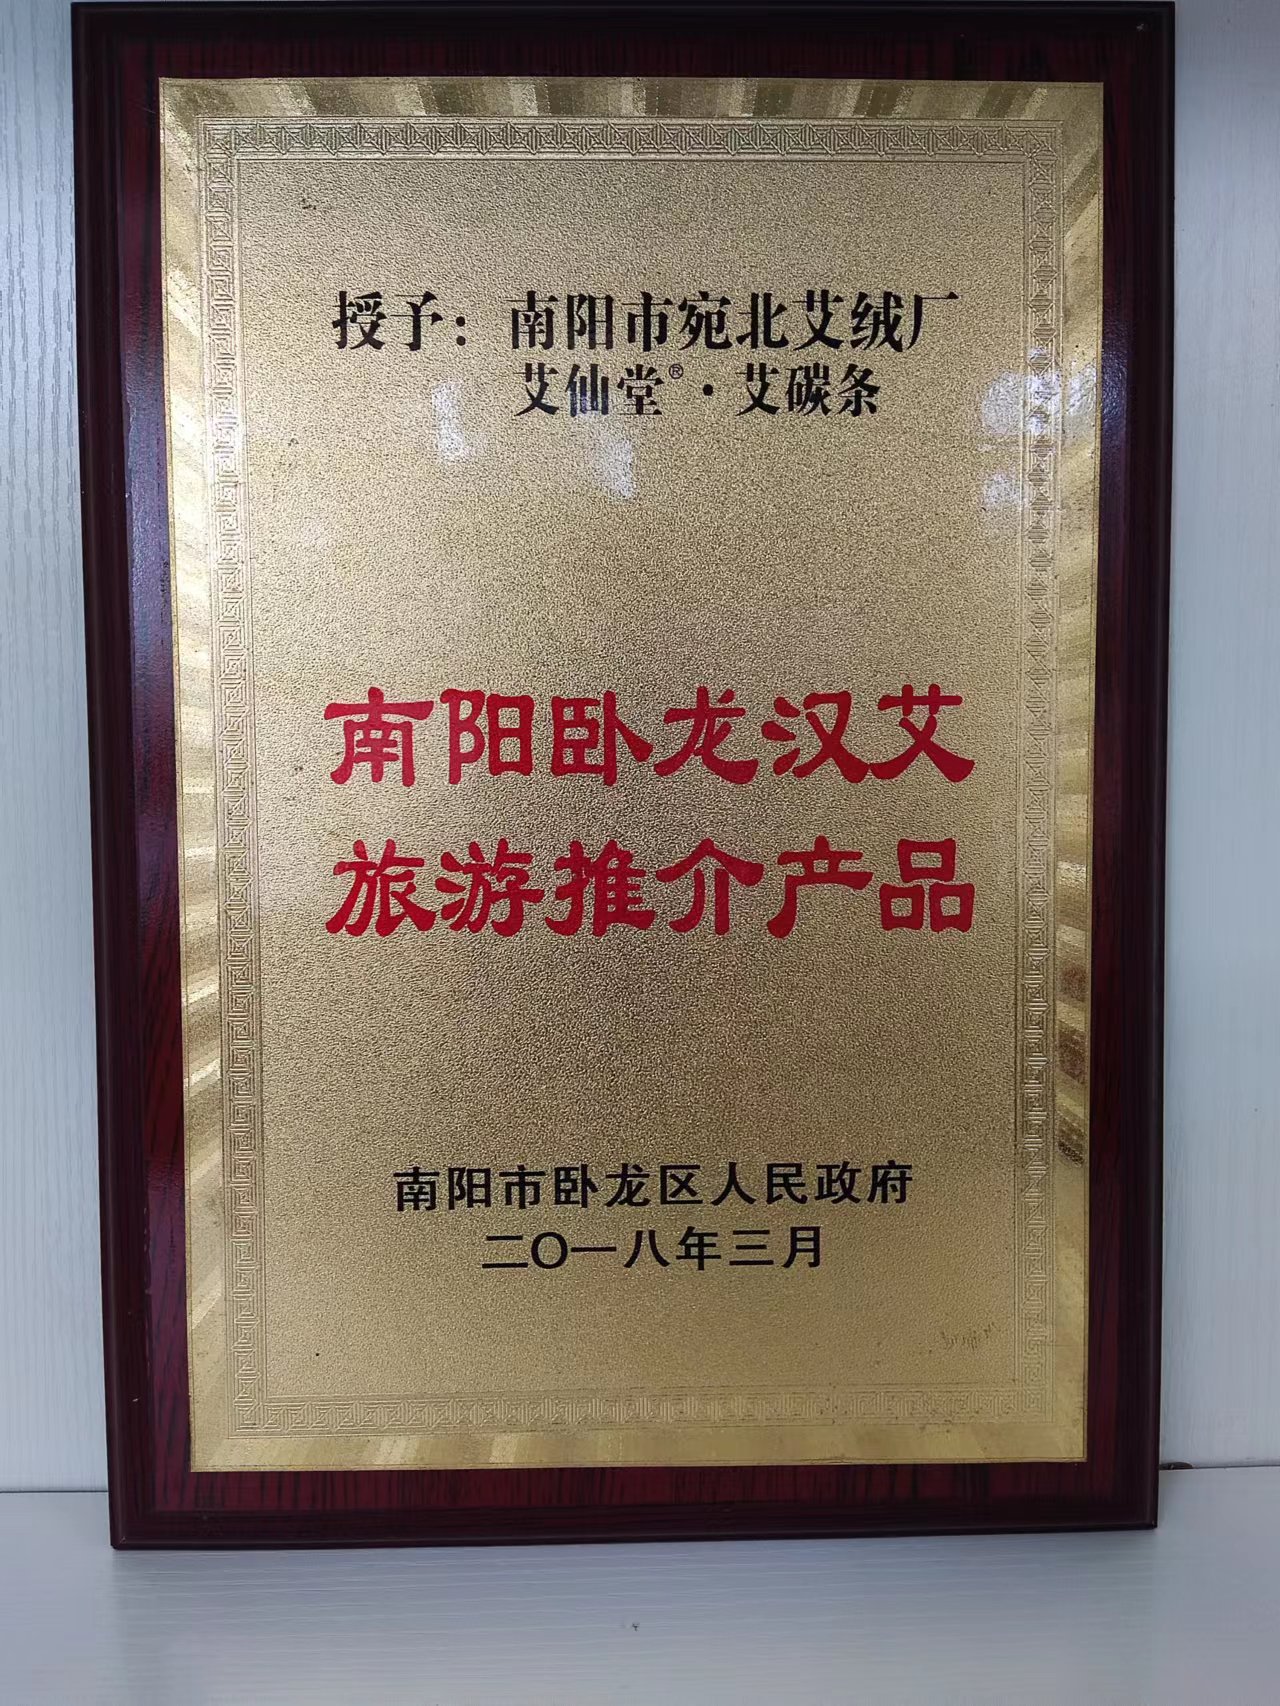 授予：南阳市宛北艾绒厂
艾仙堂®·艾碳条
南阳卧龙汉艾
旅游推介产品
南阳市卧龙区人民政府
二〇一八年三月